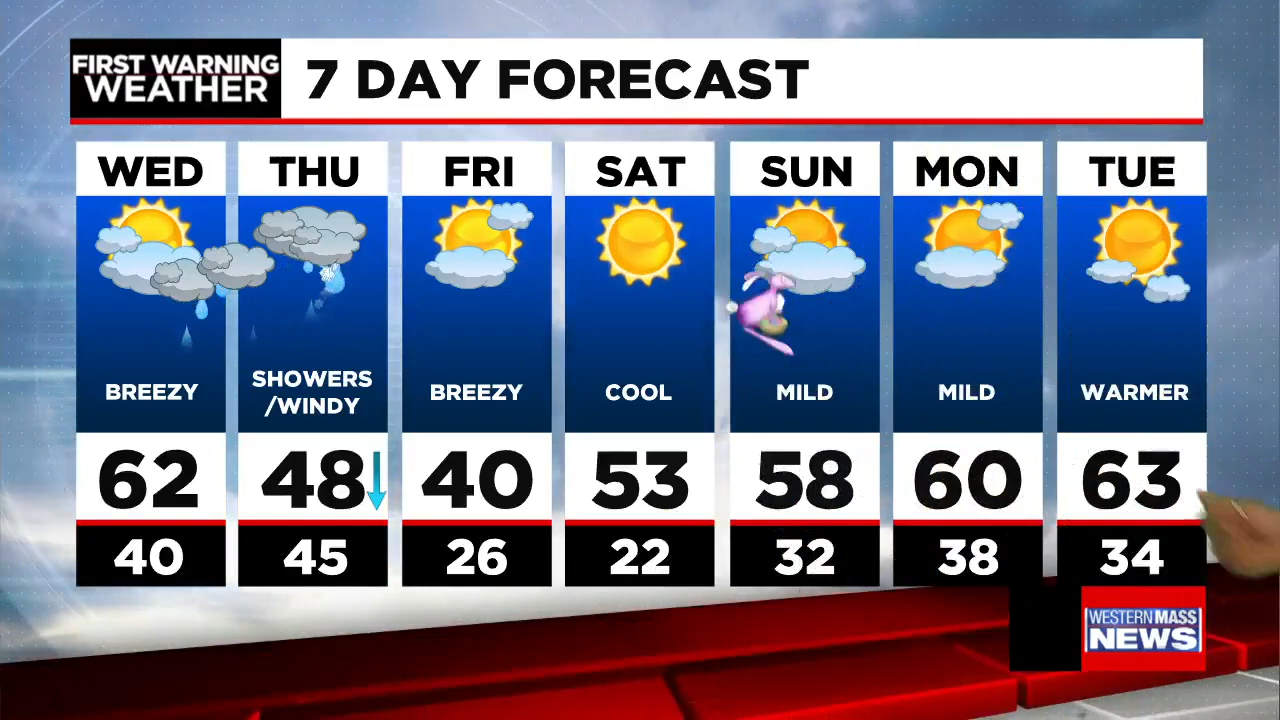 FIRST WARNING
WEATHER
7 DAY FORECAST
WED
THU
FRI
SAT
SUN
MON
TUE
BREEZY
SHOWERS
/WINDY
BREEZY
COOL
MILD
MILD
WARMER
62
48
40
53
58
60
63
40
45
26
22
32
38
34
WESTERN MASS
NEWS